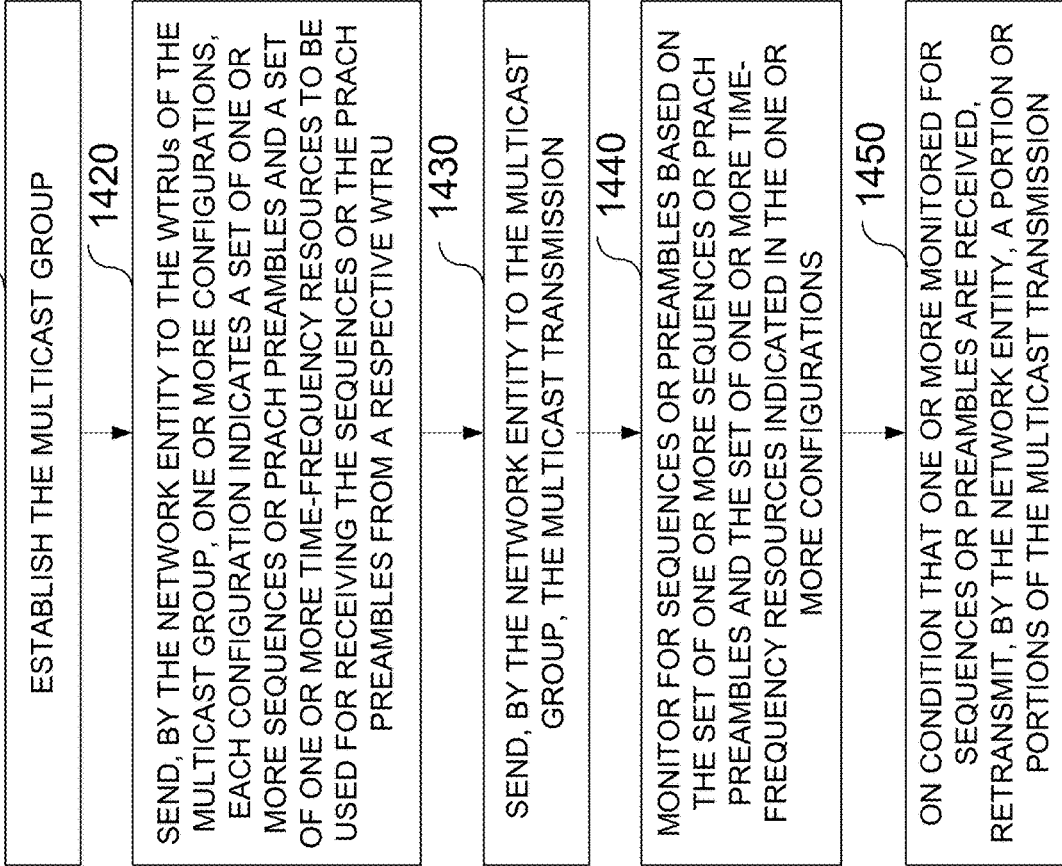 ESTABLISH THE MULTICAST GROUP
1420
SEND, BY THE NETWORK ENTITY TO THE WTRUs OF THE
MULTICAST GROUP, ONE OR MORE CONFIGURATIONS,
EACH CONFIGURATION INDICATES A SET OF ONE OR
MORE SEQUENCES OR PRACH PREAMBLES AND A SET
OF ONE OR MORE TIME-FREQUENCY RESOURCES TO BE
USED FOR RECEIVING THE SEQUENCES OR THE PRACH
PREAMBLES FROM A RESPECTIVE WTRU
1430
SEND, BY THE NETWORK ENTITY TO THE MULTICAST
GROUP, THE MULTICAST TRANSMISSION
1440
MONITOR FOR SEQUENCES OR PREAMBLES BASED ON
THE SET OF ONE OR MORE SEQUENCES OR PRACH
PREAMBLES AND THE SET OF ONE OR MORE TIME-
FREQUENCY RESOURCES INDICATED IN THE ONE OR
MORE CONFIGURATIONS
1450
ON CONDITION THAT ONE OR MORE MONITORED FOR
SEQUENCES OR PREAMBLES ARE RECEIVED,
RETRANSMIT, BY THE NETWORK ENTITY, A PORTION OR
PORTIONS OF THE MULTICAST TRANSMISSION